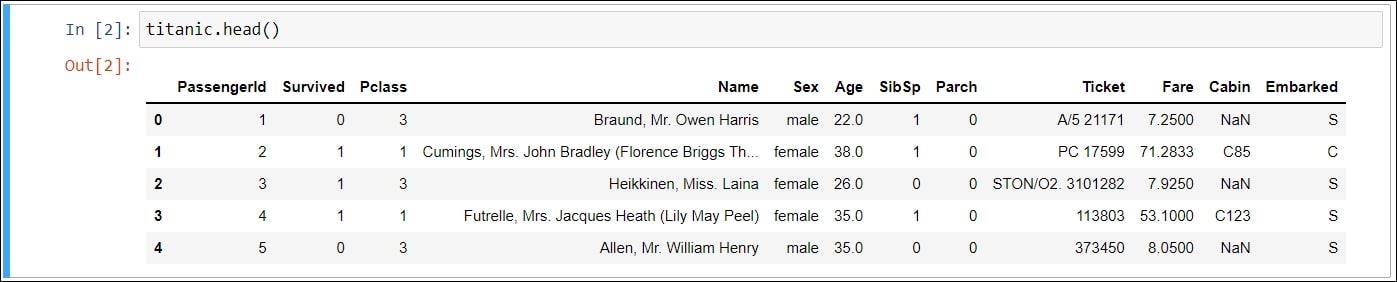 In [2]: titanic.head()
Out[2]:
PassengerId Survived Pclass Name Sex Age SibSp Parch Ticket Fare Cabin Embarked
0 1 0 3 Braund, Mr. Owen Harris male 22.0 1 0 A/5 21171 7.2500 NaN S
1 2 1 1 Cumings, Mrs. John Bradley (Florence Briggs Th... female 38.0 1 0 PC 17599 71.2833 C85 C
2 3 1 3 Heikkinen, Miss. Laina female 26.0 0 0 STON/O2. 3101282 7.9250 NaN S
3 4 1 1 Futrelle, Mrs. Jacques Heath (Lily May Peel) female 35.0 1 0 113803 53.1000 C123 S
4 5 0 3 Allen, Mr. William Henry male 35.0 0 0 373450 8.0500 NaN S